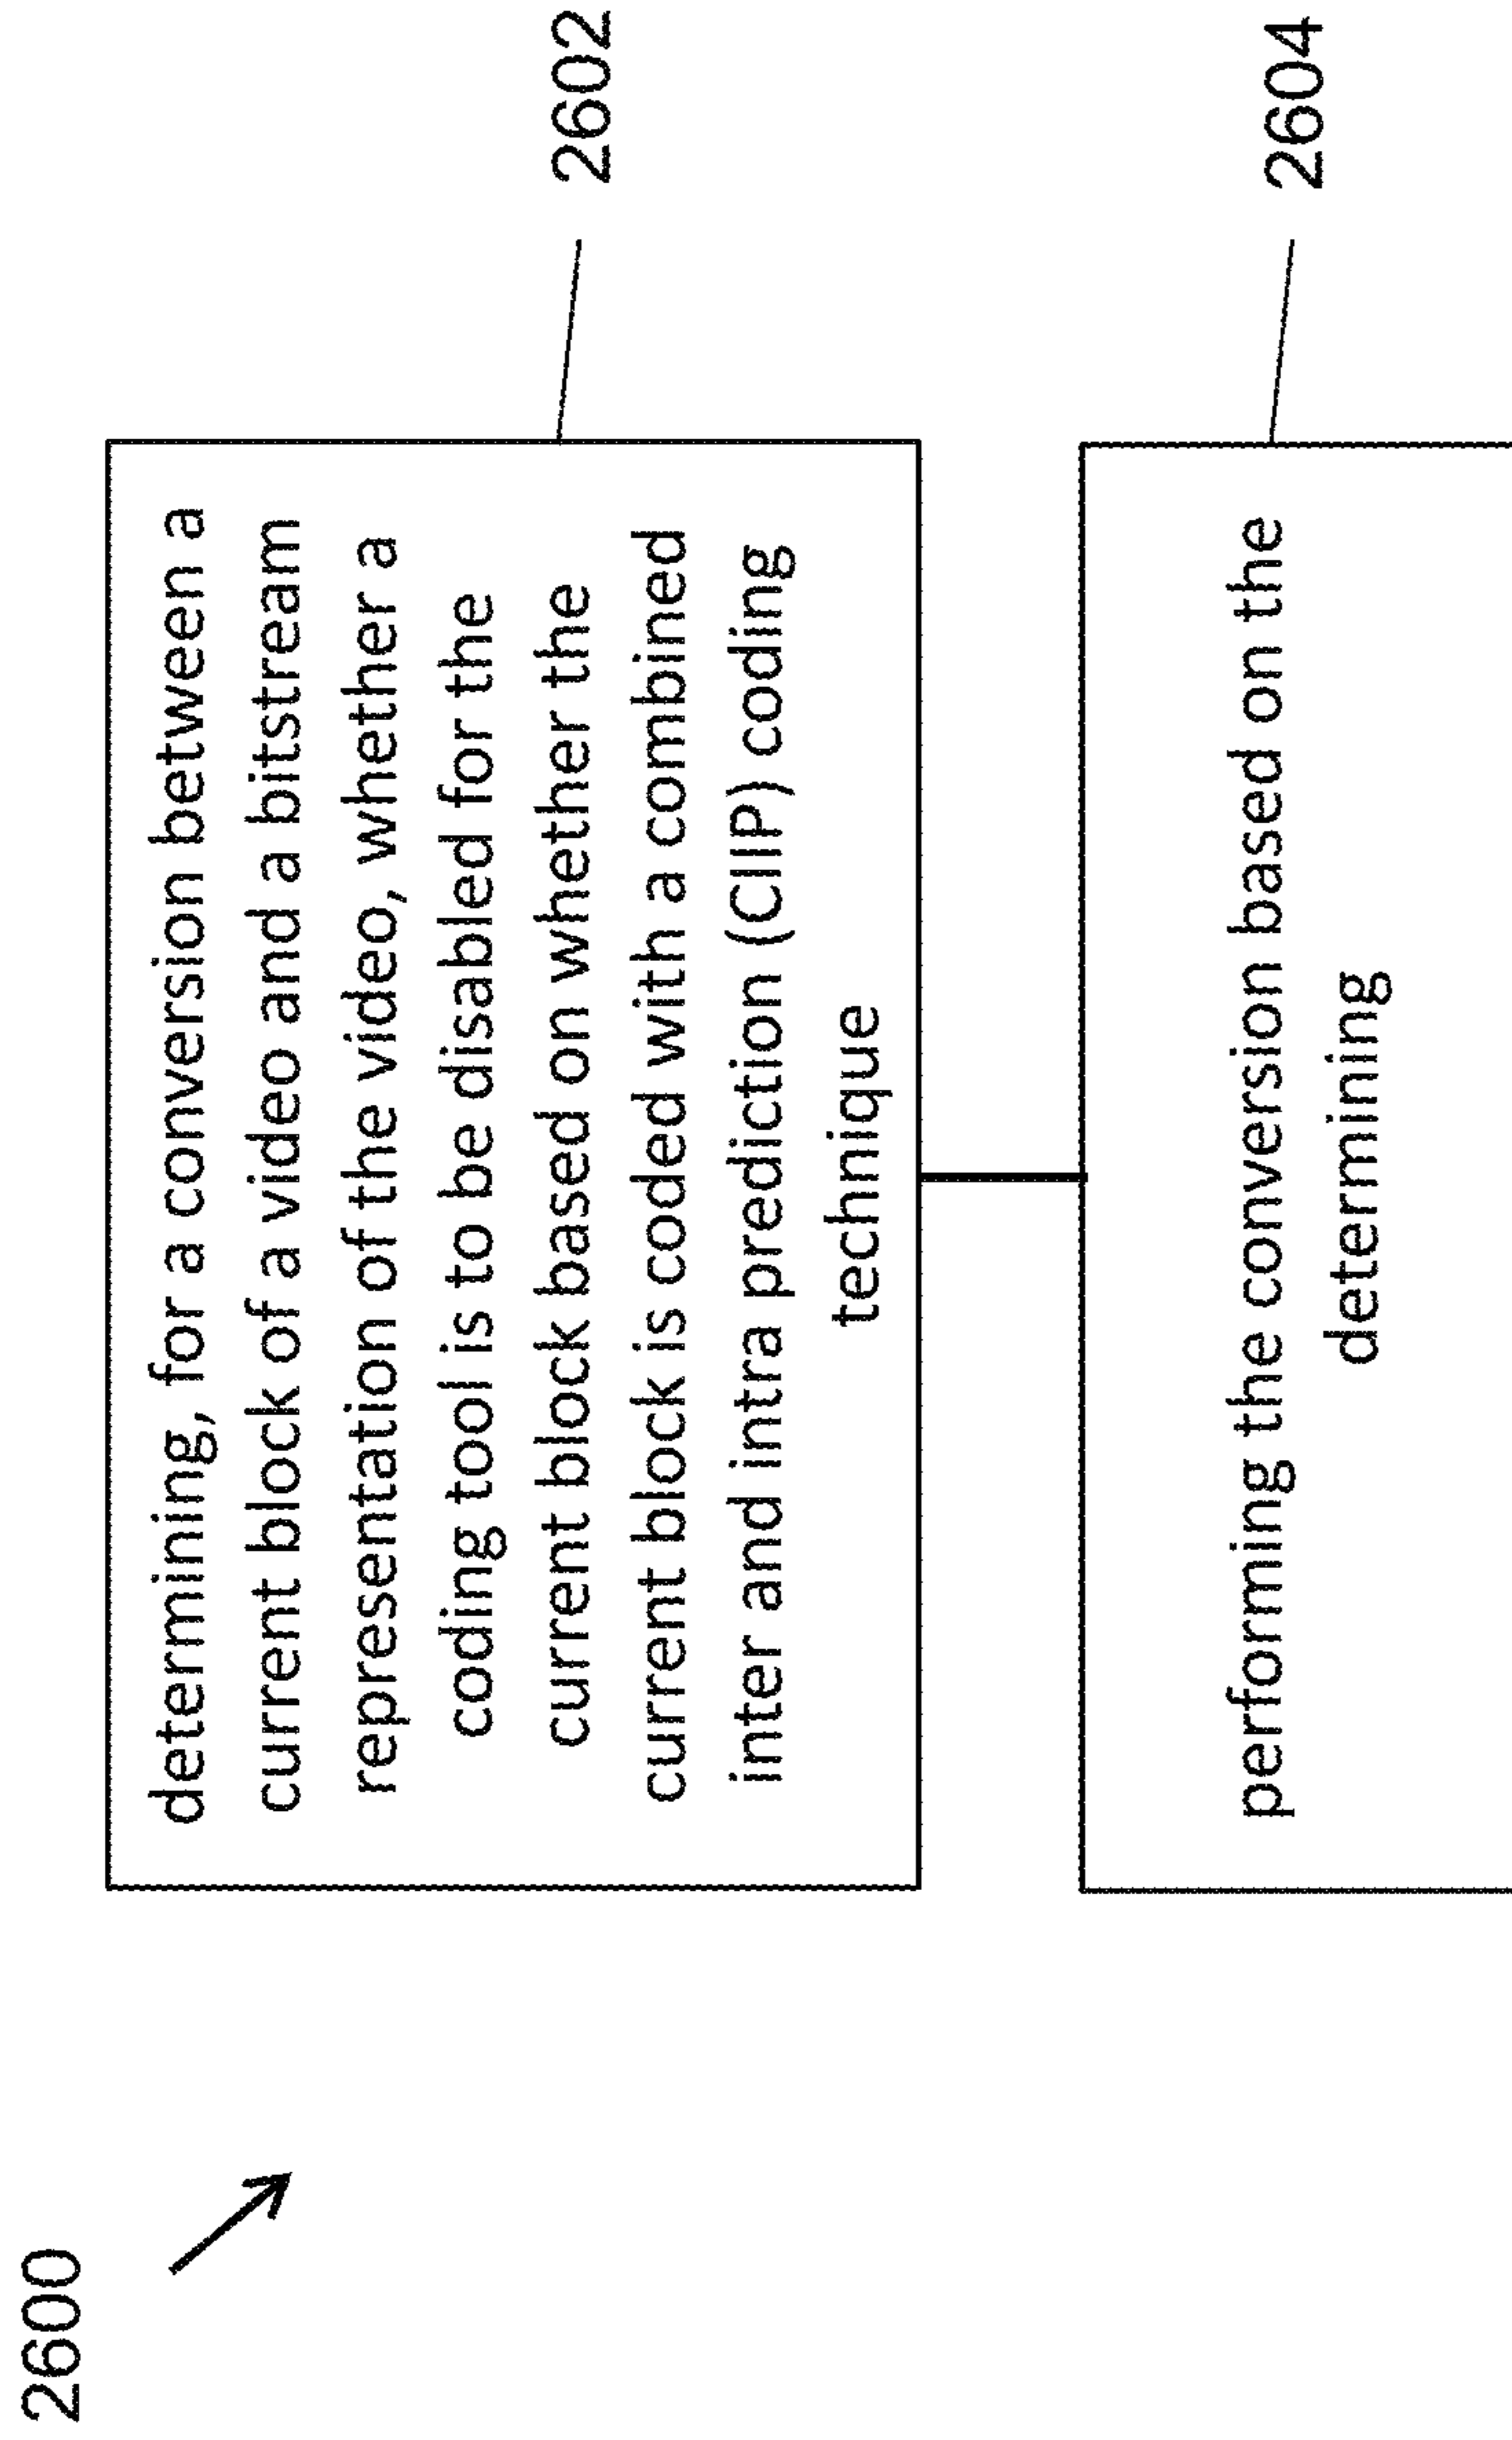 2600
determining, for a conversion between a
current block of a video and a bitstream
representation of the video, whether a
coding tool is to be disabled for the
current block based on whether the
current block is coded with a combined
inter and intra prediction (CIIP) coding
technique
2602
performing the conversion based on the
determining
2604